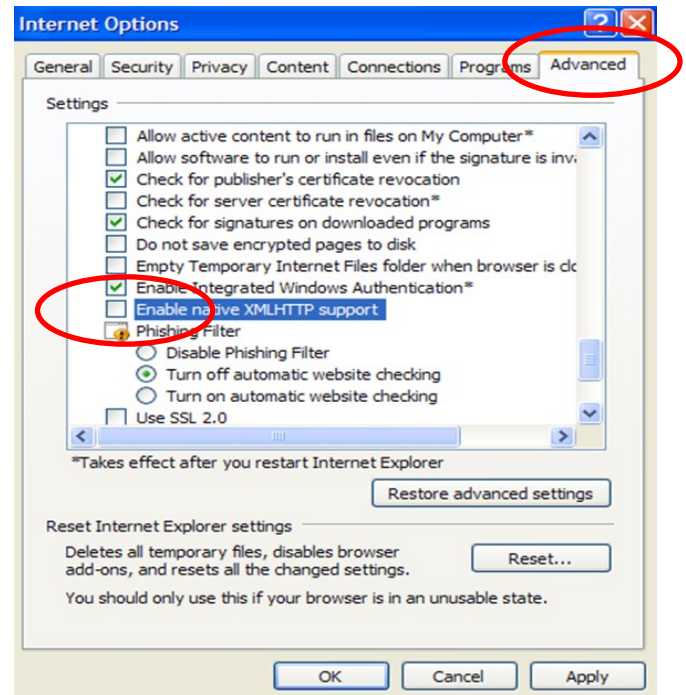 Internet Options
General Security Privacy Content Connections Programs Advanced
Settings
Allow active content to run in files on My Computer*
Allow software to run or install even if the signature is inva
Check for publisher's certificate revocation
Check for server certificate revocation*
Check for signatures on downloaded programs
Do not save encrypted pages to disk
Empty Temporary Internet Files folder when browser is clo
Enable Integrated Windows Authentication*
Enable native XMLHTTP support
Phishing Filter
Disable Phishing Filter
Turn off automatic website checking
Turn on automatic website checking
Use SSL 2.0
*Takes effect after you restart Internet Explorer
Restore advanced settings
Reset Internet Explorer settings
Deletes all temporary files, disables browser
add-ons, and resets all the changed settings.
Reset...
You should only use this if your browser is in an unusable state.
OK Cancel Apply